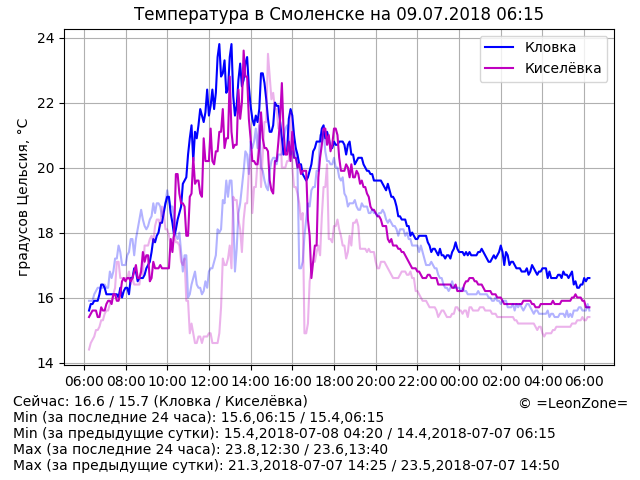 Температура в Смоленске на 09.07.2018 06:15
градусов Цельсия, °C
24
22
20
18
16
14
Кловка
Киселёвка
06:00 08:00 10:00 12:00 14:00 16:00 18:00 20:00 22:00 00:00 02:00 04:00 06:00
Сейчас: 16.6 / 15.7 (Кловка / Киселёвка)
© =LeonZone=
Min (за последние 24 часа): 15.6,06:15 / 15.4,06:15
Min (за предыдущие сутки): 15.4,2018-07-08 04:20 / 14.4,2018-07-07 06:15
Max (за последние 24 часа): 23.8,12:30 / 23.6,13:40
Max (за предыдущие сутки): 21.3,2018-07-07 14:25 / 23.5,2018-07-07 14:50